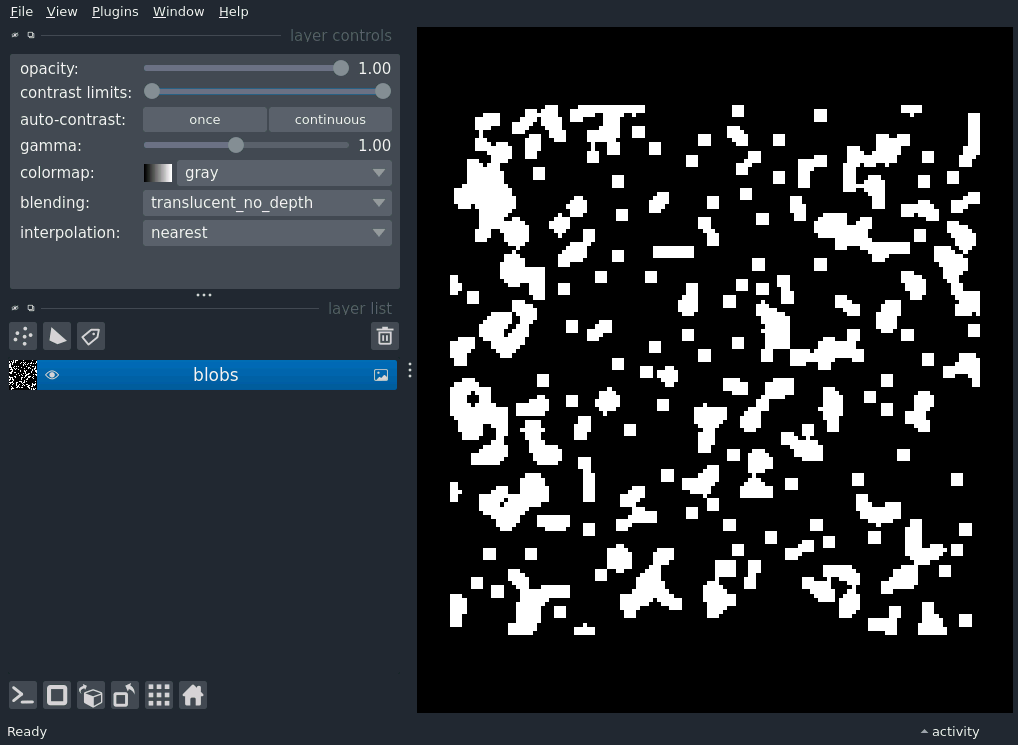 File View Plugins Window Help
layer controls
opacity: 1.00
contrast limits:
auto-contrast: once continuous
gamma: 1.00
colormap: gray
blending: translucent_no_depth
interpolation: nearest
layer list
blobs
Ready activity